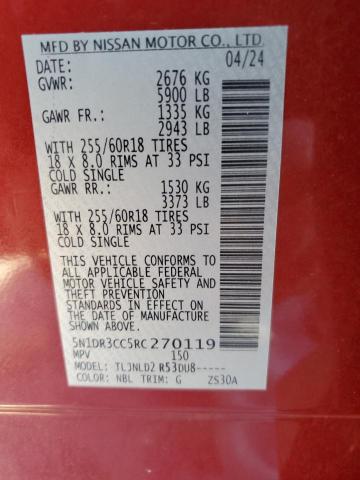 MFD BY NISSAN MOTOR CO., LTD.
DATE: 04/24
GVWR: 2676 KG
5900 LB
GAWR FR.: 1335 KG
2943 LB
WITH 255/60R18 TIRES
18 X 8.0 RIMS AT 33 PSI
COLD SINGLE
GAWR RR.: 1530 KG
3373 LB
WITH 255/60R18 TIRES
18 X 8.0 RIMS AT 33 PSI
COLD SINGLE
THIS VEHICLE CONFORMS TO
ALL APPLICABLE FEDERAL
MOTOR VEHICLE SAFETY
AND THEFT PREVENTION
STANDARDS IN EFFECT ON
THE DATE OF MANUFACTURE
SHOWN ABOVE.
5N1DR3CC5RC270119
MPV 150
MODEL: TLJNLD2 R53DU8-----
COLOR: NBL TRIM: G ZS30A